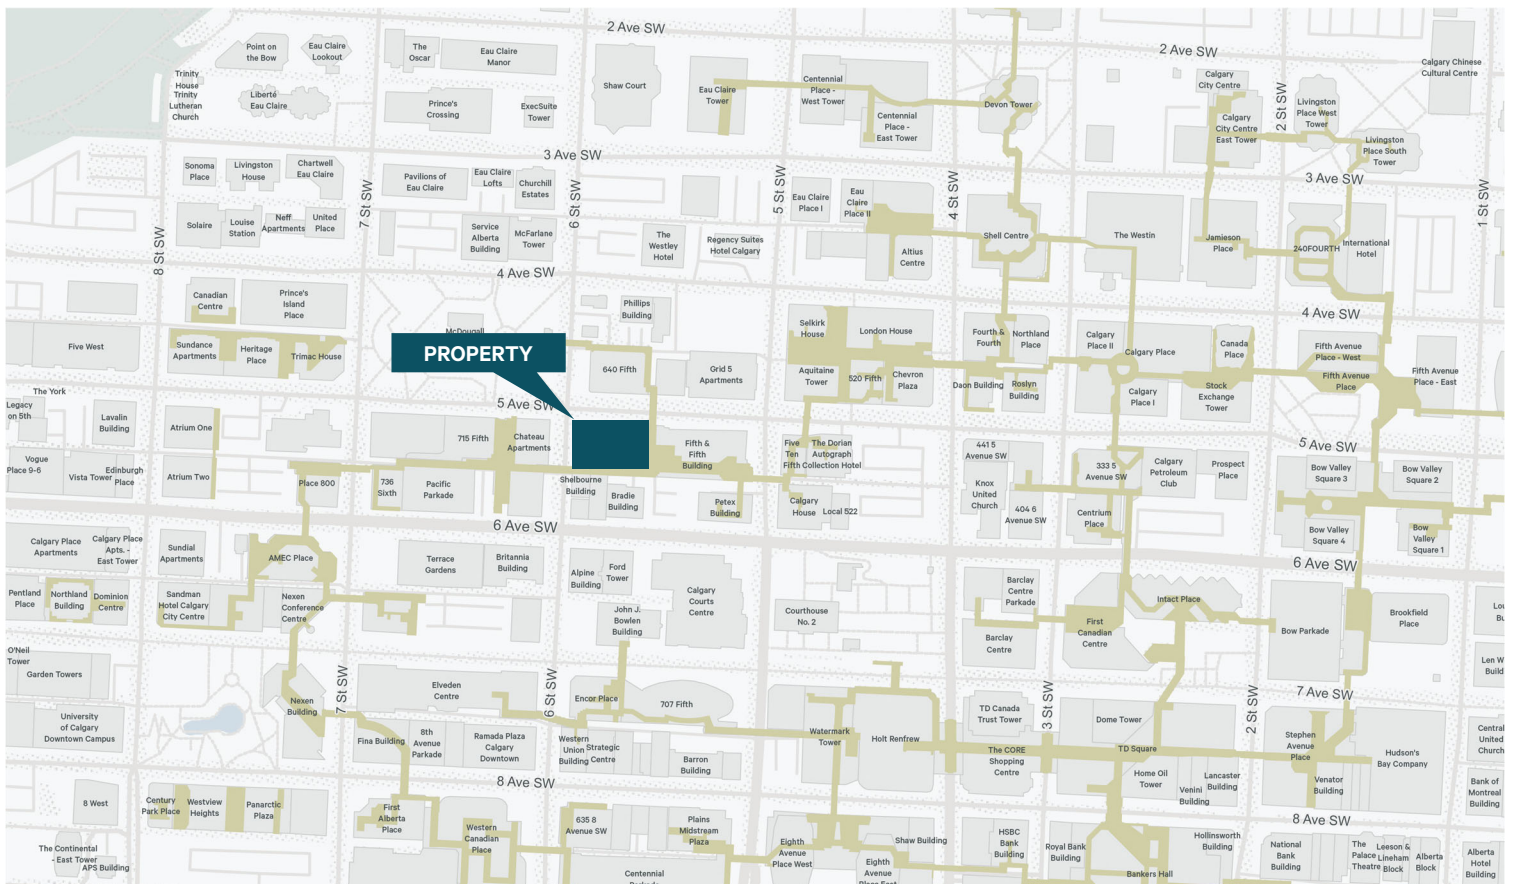 2 Ave SW
2 Ave SW
Point on
the Bow
Eau Claire
Lookout
The
Oscar
Eau Claire
Manor
Calgary Chinese
Cultural Centre
Trinity
House
Trinity
Lutheran
Church
Liberté
Eau Claire
Prince's
Crossing
ExecSuite
Tower
Shaw Court
Eau Claire
Tower
Centennial
Place -
West Tower
Centennial
Place -
East Tower
Devon Tower
Calgary
City Centre
Calgary
City Centre
East Tower
2 St SW
Livingston
Place West
Tower
Livingston
Place South
Tower
3 Ave SW
3 Ave SW
Sonoma
Place
Livingston
House
Chartwell
Eau Claire
7 St SW
Pavilions of
Eau Claire
Eau Claire
Lofts
Churchill
Estates
6 St SW
5 St SW
Eau Claire
Place I
Eau
Claire
Place II
4 St SW
1 St SW
Solaire
Louise
Station
Neff
Apartments
United
Place
8 St SW
Service
Alberta
Building
McFarlane
Tower
The
Westley
Hotel
Regency Suites
Hotel Calgary
Altius
Centre
Shell Centre
The Westin
Jamieson
Place
240FOURTH
International
Hotel
4 Ave SW
4 Ave SW
Canadian
Centre
Prince's
Island
Place
Phillips
Building
Selkirk
House
London House
Fourth &
Fourth
Northland
Place
Calgary
Place II
Calgary Place
Canada
Place
Fifth Avenue
Place - West
Five West
Sundance
Apartments
Heritage
Place
Trimac House
McDougall
PROPERTY
640 Fifth
Grid 5
Apartments
Aquitaine
Tower
520 Fifth
Chevron
Plaza
Daon Building
Roslyn
Building
Calgary
Place I
Stock
Exchange
Tower
Fifth Avenue
Place
Fifth Avenue
Place - East
The York
Legacy
on 5th
Lavalin
Building
Atrium One
5 Ave SW
5 Ave SW
715 Fifth
Chateau
Apartments
Fifth &
Fifth
Building
Five
Ten
Fifth
The Dorian
Autograph
Collection Hotel
441 5
Avenue SW
333 5
Avenue SW
Calgary
Petroleum
Club
Prospect
Place
Bow Valley
Square 3
Bow Valley
Square 2
Vogue
Place 9-6
Vista Tower
Edinburgh
Place
Atrium Two
Place 800
736
Sixth
Pacific
Parkade
Shelbourne
Building
Bradie
Building
Petex
Building
Calgary
House
Local 522
Knox
United
Church
404 6
Avenue SW
Centrium
Place
Bow Valley
Square 4
Bow
Valley
Square 1
6 Ave SW
6 Ave SW
Calgary Place
Apartments
Calgary Place
Apts. -
East Tower
Sundial
Apartments
AMEC Place
Terrace
Gardens
Britannia
Building
Alpine
Building
Ford
Tower
Calgary
Courts
Centre
Courthouse
No. 2
Barclay
Centre
Parkade
Intact Place
Pentland
Place
Northland
Building
Dominion
Centre
Sandman
Hotel Calgary
City Centre
Nexen
Conference
Centre
John J.
Bowlen
Building
Barclay
Centre
First
Canadian
Centre
Bow Parkade
Brookfield
Place
O'Neil
Tower
Garden Towers
Len W
Build
7 St SW
Elveden
Centre
6 St SW
Encor Place
707 Fifth
7 Ave SW
Nexen
Building
TD Canada
Trust Tower
3 St SW
Dome Tower
2 St SW
University
of Calgary
Downtown Campus
Fina Building
8th
Avenue
Parkade
Ramada Plaza
Calgary
Downtown
Western
Union
Building
Strategic
Centre
Barron
Building
Watermark
Tower
Holt Renfrew
The CORE
Shopping
Centre
TD Square
Stephen
Avenue
Place
Hudson's
Bay Company
Central
United
Church
8 Ave SW
8 Ave SW
Home Oil
Tower
Venini
Building
Lancaster
Building
Venator
Building
Bank of
Montreal
Building
8 West
Century
Park Place
Westview
Heights
Panarctic
Plaza
First
Alberta
Place
Western
Canadian
Place
635 8
Avenue SW
Plains
Midstream
Plaza
Eighth
Avenue
Place West
Shaw Building
Eighth
Avenue
Place East
HSBC
Bank
Building
Royal Bank
Building
Bankers Hall
Hollinsworth
Building
National
Bank
Building
The
Palace
Theatre
Leeson &
Lineham
Block
Alberta
Block
Alberta
Hotel
Building
The Continental
- East Tower
APS Building
Centennial